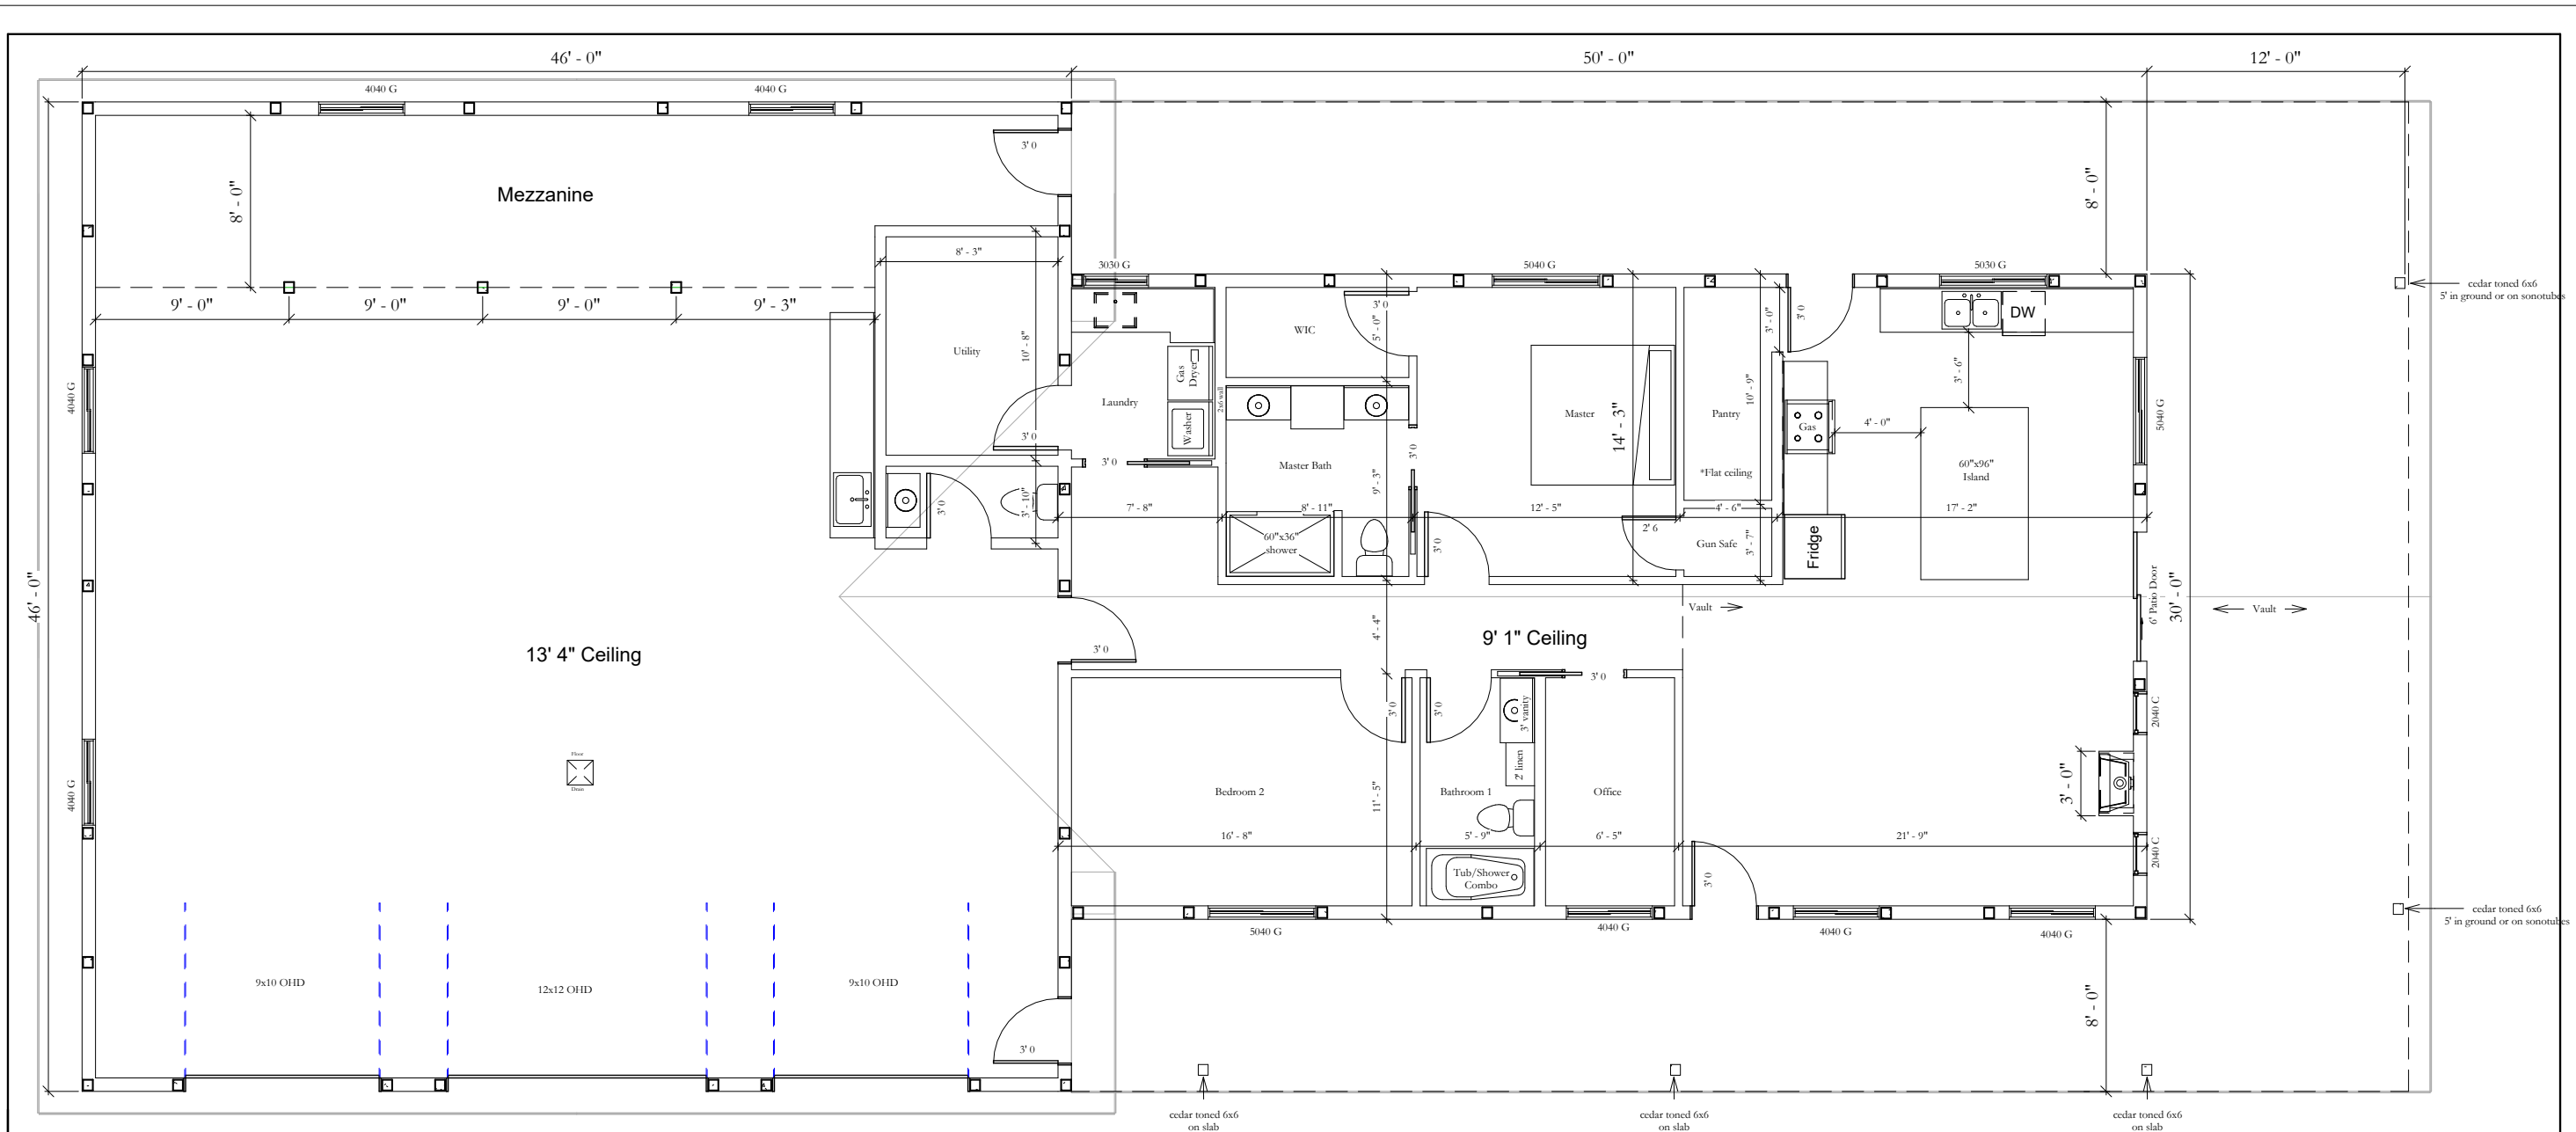 46' - 0"
50' - 0"
12' - 0"
4040 G
4040 G
3' 0
Mezzanine
8' - 0"
8' - 0"
8' - 3"
3030 G
5040 G
5030 G
cedar toned 6x6
5' in ground or on sonotubes
9' - 0"
9' - 0"
9' - 0"
9' - 3"
3' 0
5' - 0"
WIC
3' - 0"
3' 0
DW
Utility
10' - 8"
Gas
Dryer
2x6 wall
Laundry
Washer
Master
14' - 3"
Pantry
10' - 9"
*Flat ceiling
Gas
4' - 0"
3' - 6"
60"x96"
Island
5040 G
4040 G
3' 0
3' 0
Master Bath
9' - 3"
3' 0
3' 0
3' - 10"
7' - 8"
8' - 11"
12' - 5"
4' - 6"
17' - 2"
60"x36"
shower
3' 0
2' 6
Gun Safe
3' - 7"
Fridge
46' - 0"
6' Patio Door
30' - 0"
Vault
Vault
13' 4" Ceiling
3' 0
4' - 4"
9' 1" Ceiling
3' 0
3' 0
3' 0
3' vanity
2' linen
2040 C
Floor
Drain
4040 G
Bedroom 2
11' - 5"
Bathroom 1
Office
3' - 0"
16' - 8"
5' - 9"
6' - 5"
21' - 9"
2040 C
Tub/Shower
Combo
3' 0
cedar toned 6x6
5' in ground or on sonotubes
5040 G
4040 G
4040 G
4040 G
9x10 OHD
12x12 OHD
9x10 OHD
8' - 0"
3' 0
cedar toned 6x6
on slab
cedar toned 6x6
on slab
cedar toned 6x6
on slab